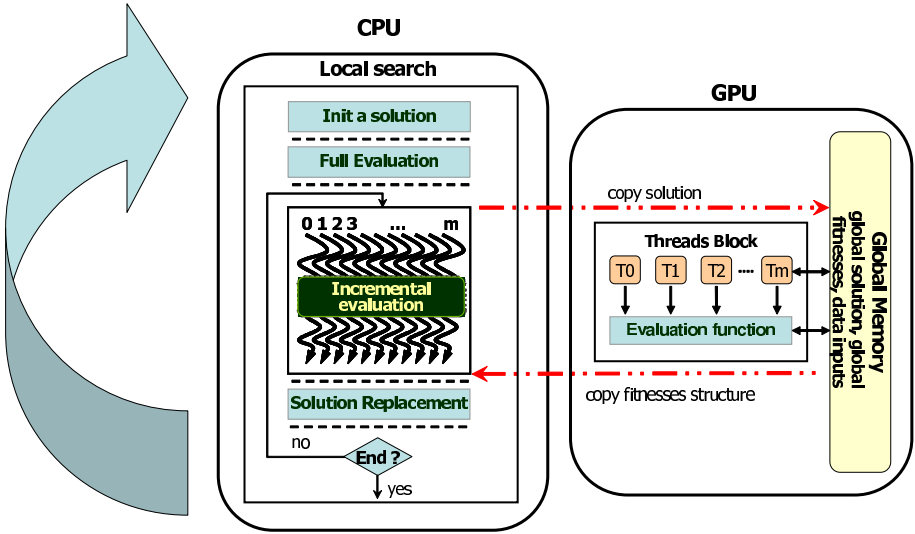 CPU
Local search
Init a solution
Full Evaluation
0 1 2 3 ... m
Incremental
evaluation
Solution Replacement
no
End ?
yes
copy solution
copy fitnesses structure
GPU
Threads Block
T0 T1 T2 .... Tm
Evaluation function
Global Memory
global solution, global
fitnesses, data inputs